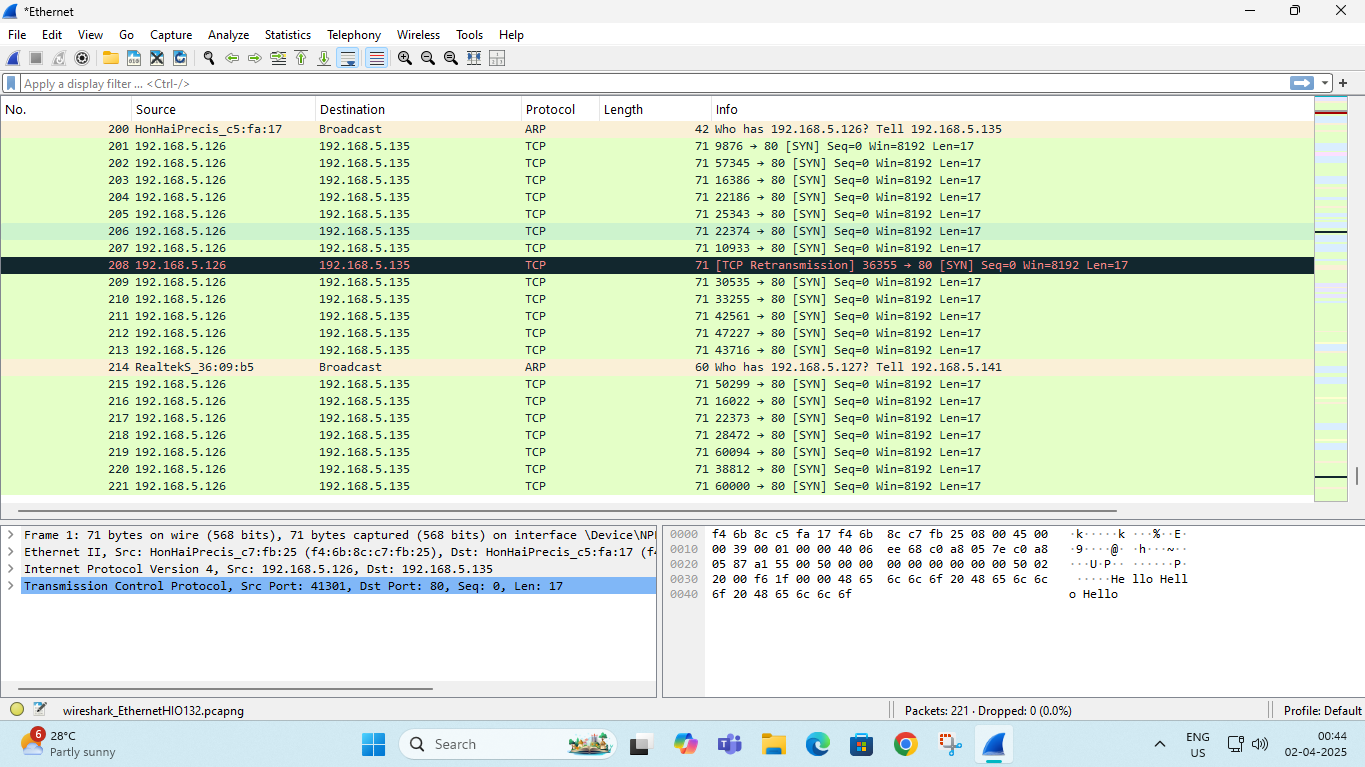 *Ethernet
File Edit View Go Capture Analyze Statistics Telephony Wireless Tools Help
Apply a display filter ... <Ctrl-/>
No. Source Destination Protocol Length Info
200 HonHaiPrecis_c5:fa:17 Broadcast ARP 42 Who has 192.168.5.126? Tell 192.168.5.135
201 192.168.5.126 192.168.5.135 TCP 71 9876 → 80 [SYN] Seq=0 Win=8192 Len=17
202 192.168.5.126 192.168.5.135 TCP 71 57345 → 80 [SYN] Seq=0 Win=8192 Len=17
203 192.168.5.126 192.168.5.135 TCP 71 16386 → 80 [SYN] Seq=0 Win=8192 Len=17
204 192.168.5.126 192.168.5.135 TCP 71 22186 → 80 [SYN] Seq=0 Win=8192 Len=17
205 192.168.5.126 192.168.5.135 TCP 71 25343 → 80 [SYN] Seq=0 Win=8192 Len=17
206 192.168.5.126 192.168.5.135 TCP 71 22374 → 80 [SYN] Seq=0 Win=8192 Len=17
207 192.168.5.126 192.168.5.135 TCP 71 10933 → 80 [SYN] Seq=0 Win=8192 Len=17
208 192.168.5.126 192.168.5.135 TCP 71 [TCP Retransmission] 36355 → 80 [SYN] Seq=0 Win=8192 Len=17
209 192.168.5.126 192.168.5.135 TCP 71 30535 → 80 [SYN] Seq=0 Win=8192 Len=17
210 192.168.5.126 192.168.5.135 TCP 71 33255 → 80 [SYN] Seq=0 Win=8192 Len=17
211 192.168.5.126 192.168.5.135 TCP 71 42561 → 80 [SYN] Seq=0 Win=8192 Len=17
212 192.168.5.126 192.168.5.135 TCP 71 47227 → 80 [SYN] Seq=0 Win=8192 Len=17
213 192.168.5.126 192.168.5.135 TCP 71 43716 → 80 [SYN] Seq=0 Win=8192 Len=17
214 RealtekS_36:09:b5 Broadcast ARP 60 Who has 192.168.5.127? Tell 192.168.5.141
215 192.168.5.126 192.168.5.135 TCP 71 50299 → 80 [SYN] Seq=0 Win=8192 Len=17
216 192.168.5.126 192.168.5.135 TCP 71 16022 → 80 [SYN] Seq=0 Win=8192 Len=17
217 192.168.5.126 192.168.5.135 TCP 71 22373 → 80 [SYN] Seq=0 Win=8192 Len=17
218 192.168.5.126 192.168.5.135 TCP 71 28472 → 80 [SYN] Seq=0 Win=8192 Len=17
219 192.168.5.126 192.168.5.135 TCP 71 60094 → 80 [SYN] Seq=0 Win=8192 Len=17
220 192.168.5.126 192.168.5.135 TCP 71 38812 → 80 [SYN] Seq=0 Win=8192 Len=17
221 192.168.5.126 192.168.5.135 TCP 71 60000 → 80 [SYN] Seq=0 Win=8192 Len=17
Frame 1: 71 bytes on wire (568 bits), 71 bytes captured (568 bits) on interface \Device\NPI
Ethernet II, Src: HonHaiPrecis_c7:fb:25 (f4:6b:8c:c7:fb:25), Dst: HonHaiPrecis_c5:fa:17 (f4
Internet Protocol Version 4, Src: 192.168.5.126, Dst: 192.168.5.135
Transmission Control Protocol, Src Port: 41301, Dst Port: 80, Seq: 0, Len: 17
0000 f4 6b 8c c5 fa 17 f4 6b 8c c7 fb 25 08 00 45 00 ·k·····k ···%··E·
0010 00 39 00 01 00 00 40 06 ee 68 c0 a8 05 7e c0 a8 ·9····@· ·h···~··
0020 05 87 a1 55 00 50 00 00 00 00 00 00 00 00 50 02 ···U·P·· ······P·
0030 20 00 f6 1f 00 00 48 65 6c 6c 6f 20 48 65 6c 6c ·····He llo Hell
0040 6f 20 48 65 6c 6c 6f o Hello
wireshark_EthernetHIO132.pcapng Packets: 221 · Dropped: 0 (0.0%) Profile: Default
6 28°C
Partly sunny
Search
ENG
US
00:44
02-04-2025